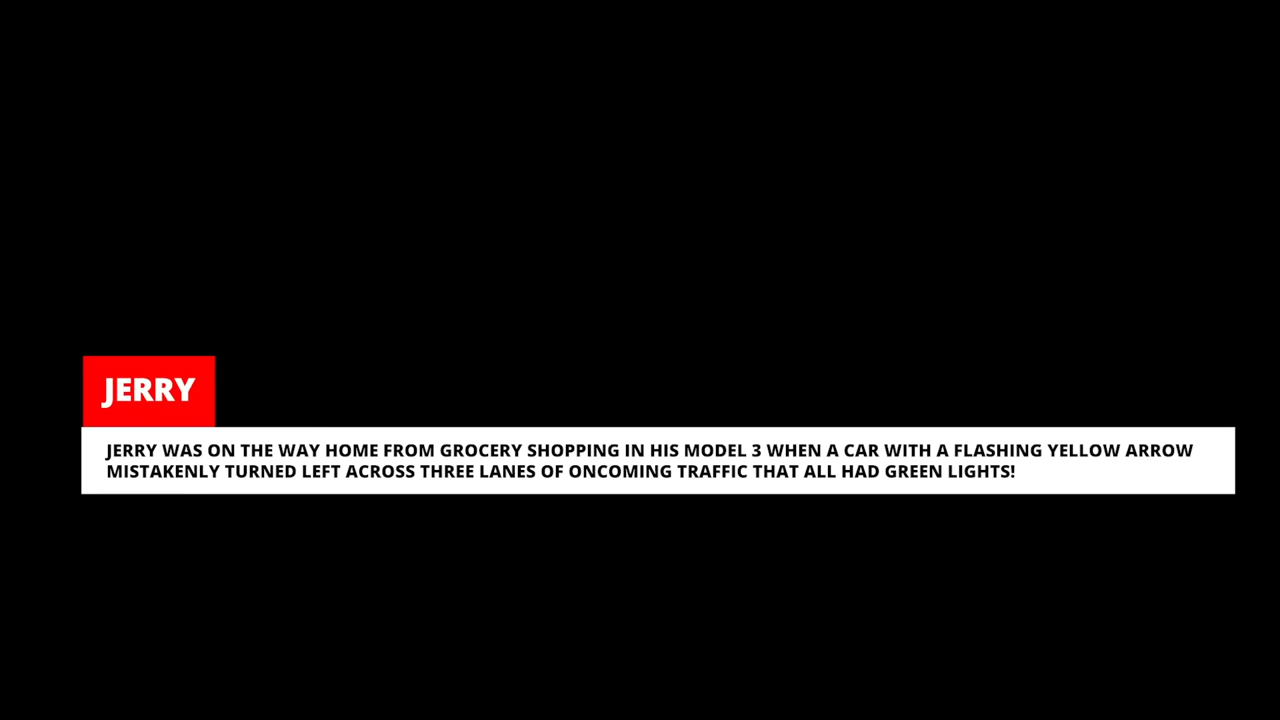 JERRY
JERRY WAS ON THE WAY HOME FROM GROCERY SHOPPING IN HIS MODEL 3 WHEN A CAR WITH A FLASHING YELLOW ARROW
MISTAKENLY TURNED LEFT ACROSS THREE LANES OF ONCOMING TRAFFIC THAT ALL HAD GREEN LIGHTS!